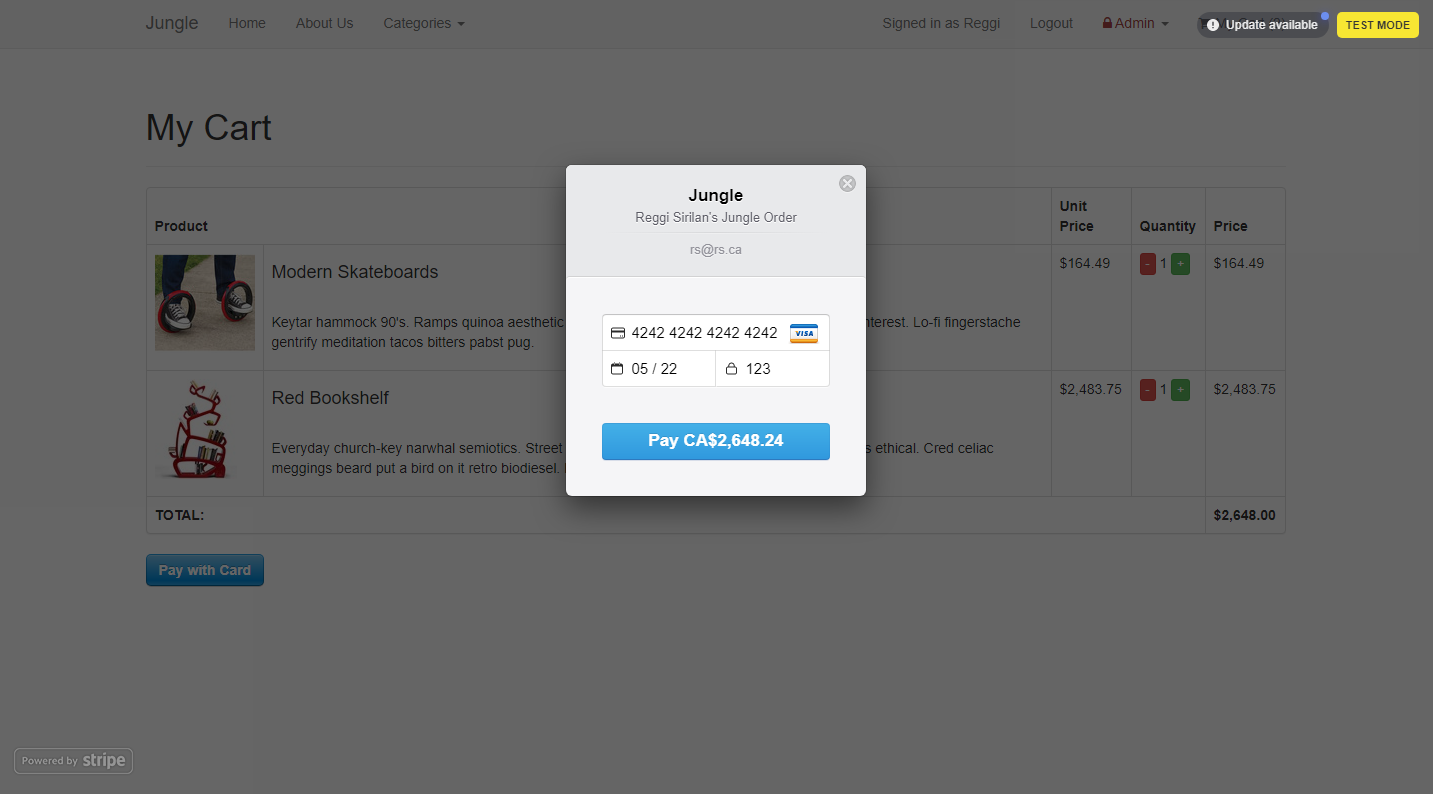 Jungle Home About Us Categories Signed in as Reggi Logout Admin Update available TEST MODE
My Cart
Product Unit Price Quantity Price
Modern Skateboards $164.49 - 1 + $164.49
Keytar hammock 90's. Ramps quinoa aesthetic
nterest. Lo-fi fingerstache
gentrify meditation tacos bitters pabst pug.
Red Bookshelf $2,483.75 - 1 + $2,483.75
Everyday church-key narwhal semiotics. Street
s ethical. Cred celiac
meggings beard put a bird on it retro biodiesel.
TOTAL: $2,648.00
Pay with Card
Jungle
Reggi Sirilan's Jungle Order
rs@rs.ca
4242 4242 4242 4242 VISA
05 / 22 123
Pay CA$2,648.24
Powered by stripe